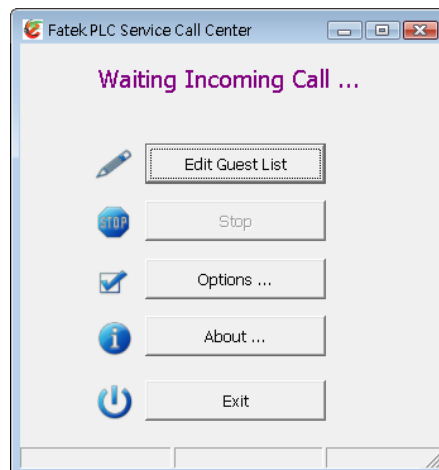 Fatek PLC Service Call Center
Waiting Incoming Call ...
Edit Guest List
STOP
Stop
Options ...
About ...
Exit